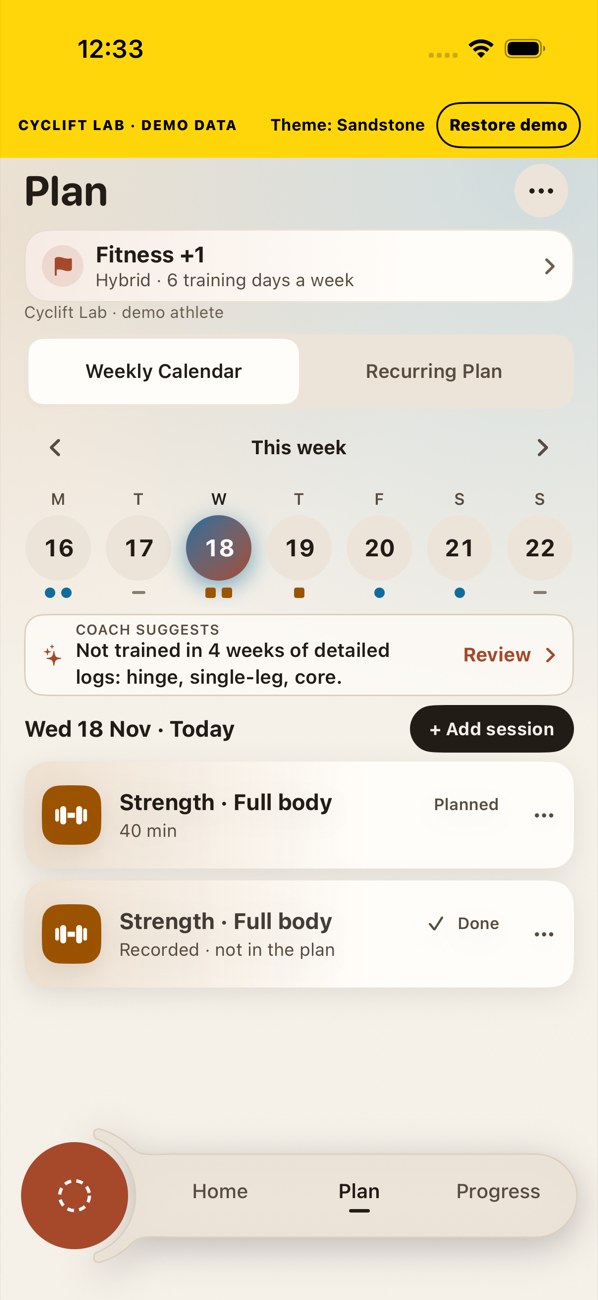 12:33
CYCLIFT LAB · DEMO DATA
Theme: Sandstone
Restore demo
Plan
Fitness +1
Hybrid · 6 training days a week
Cyclift Lab · demo athlete
Weekly Calendar
Recurring Plan
This week
M T W T F S S
16 17 18 19 20 21 22
COACH SUGGESTS
Not trained in 4 weeks of detailed
logs: hinge, single-leg, core.
Review
Wed 18 Nov · Today
+ Add session
Strength · Full body
Planned
40 min
Strength · Full body
Done
Recorded · not in the plan
Home
Plan
Progress